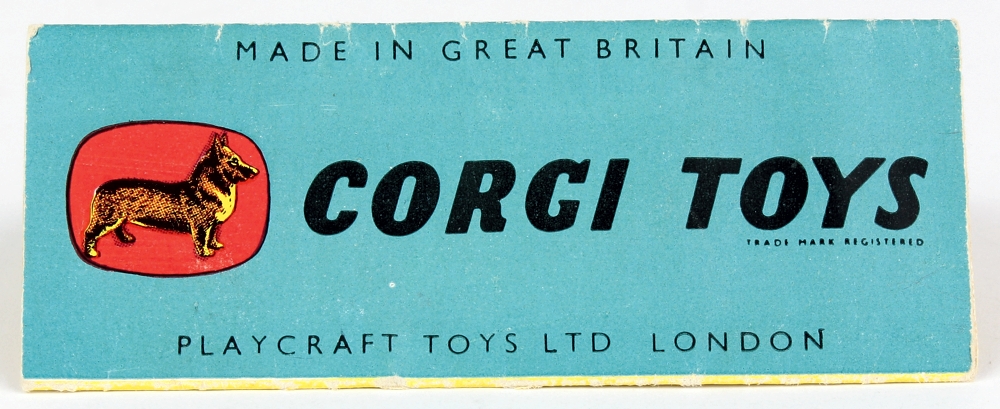 MADE IN GREAT BRITAIN
CORGI TOYS
TRADE MARK REGISTERED
PLAYCRAFT TOYS LTD LONDON